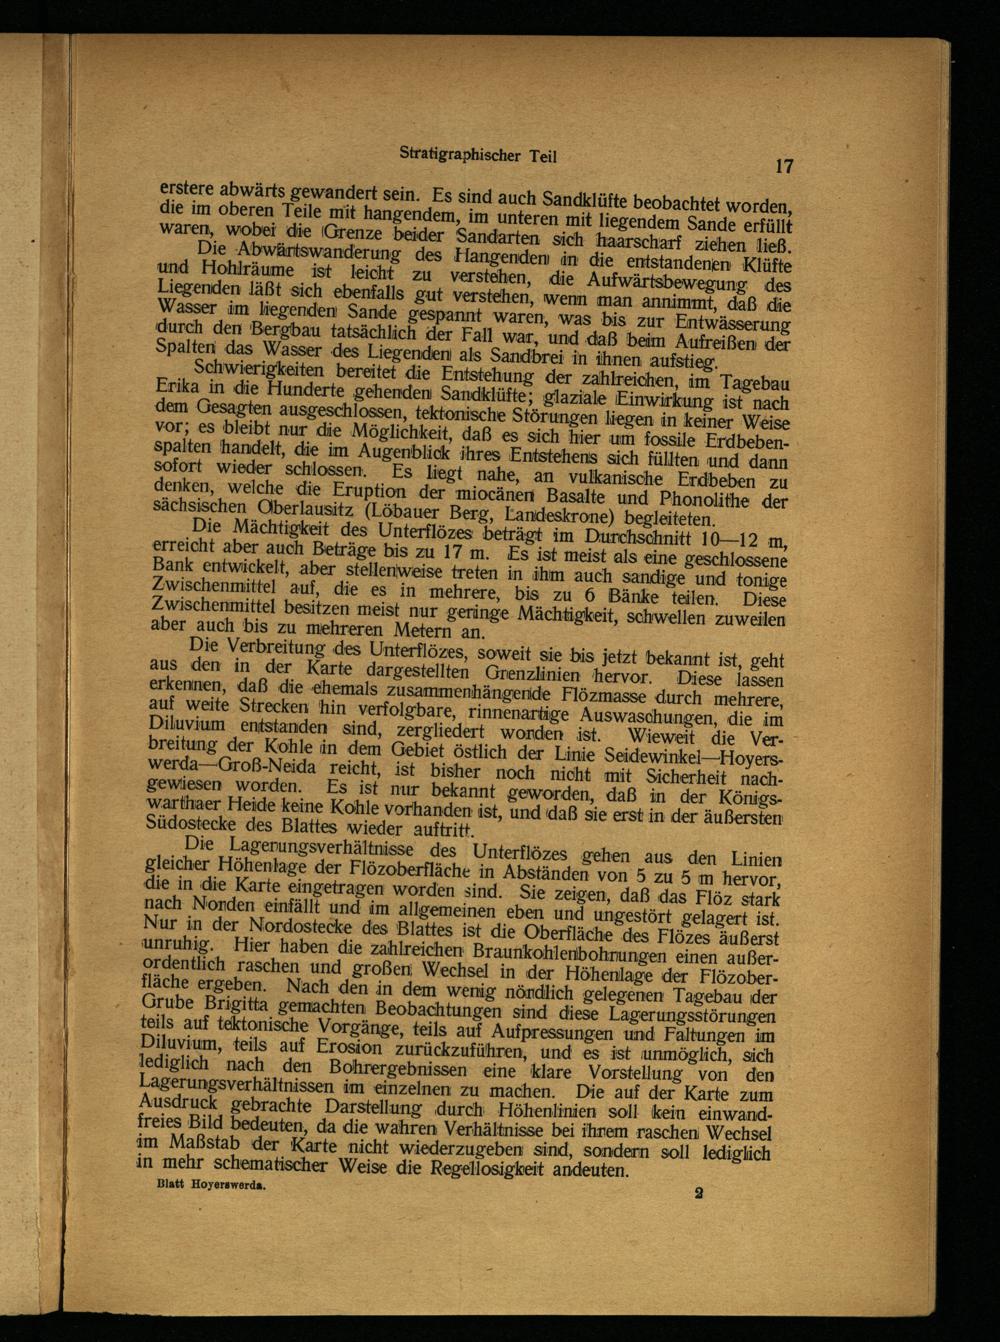 Stratigraphischer Teil
17
erstere abwärts gewandert sein. Es sind auch Sandklüfte beobachtet worden,
die im oberen Teile mit hangendem, im unteren mit liegendem Sande erfüllt
waren, wobei die Grenze beider Sandarten sich haarscharf ziehen ließ.
Die Abwärtswanderung des Hangenden in die entstandenen Klüfte
und Hohlräume ist leicht zu verstehen, die Aufwärtsbewegung des
Liegenden läßt sich ebenfalls gut verstehen, wenn man annimmt, daß die
Wasser im liegenden Sande gespannt waren, was bis zur Entwässerung
durch den Bergbau tatsächlich der Fall war, und daß beim Aufreißen der
Spalten das Wasser des Liegenden als Sandbrei in ihnen aufstieg.
Schwierigkeiten bereitet die Entstehung der zahlreichen, im Tagebau
Erika in die Hunderte gehenden Sandklüfte; glaziale Einwirkung ist nach
dem Gesagten ausgeschlossen, tektonische Störungen liegen in keiner Weise
vor; es bleibt nur die Möglichkeit, daß es sich hier um fossile Erdbeben-
spalten handelt, die im Augenblick ihres Entstehens sich füllten und dann
sofort wieder schlossen. Es liegt nahe, an vulkanische Erdbeben zu
denken, welche die Eruption der miocänen Basalte und Phonolithe der
sächsischen Oberlausitz (Löbauer Berg, Landeskrone) begleiteten.
Die Mächtigkeit des Unterflözes beträgt im Durchschnitt 10—12 m,
erreicht aber auch Beträge bis zu 17 m. Es ist meist als eine geschlossene
Bank entwickelt, aber stellenweise treten in ihm auch sandige und tonige
Zwischenmittel auf, die es in mehrere, bis zu 6 Bänke teilen. Diese
Zwischenmittel besitzen meist nur geringe Mächtigkeit, schwellen zuweilen
aber auch bis zu mehreren Metern an.
Die Verbreitung des Unterflözes, soweit sie bis jetzt bekannt ist, geht
aus den in der Karte dargestellten Grenzlinien hervor. Diese lassen
erkennen, daß die ehemals zusammenhängende Flözmasse durch mehrere,
auf weite Strecken hin verfolgbare, rinnenartige Auswaschungen, die im
Diluvium entstanden sind, zergliedert worden ist. Wieweit die Ver-
breitung der Kohle in dem Gebiet östlich der Linie Seidewinkel—Hoyers-
werda—Groß-Neida reicht, ist bisher noch nicht mit Sicherheit nach-
gewiesen worden. Es ist nur bekannt geworden, daß in der Königs-
warthaer Heide keine Kohle vorhanden ist, und daß sie erst in der äußersten
Südostecke des Blattes wieder auftritt.
Die Lagerungsverhältnisse des Unterflözes gehen aus den Linien
gleicher Höhenlage der Flözoberfläche in Abständen von 5 zu 5 m hervor,
die in die Karte eingetragen worden sind. Sie zeigen, daß das Flöz stark
nach Norden einfällt und im allgemeinen eben und ungestört gelagert ist.
Nur in der Nordostecke des Blattes ist die Oberfläche des Flözes äußerst
unruhig. Hier haben die zahlreichen Braunkohlenbohrungen einen außer-
ordentlich raschen und großen Wechsel in der Höhenlage der Flözober-
fläche ergeben. Nach den in dem wenig nördlich gelegenen Tagebau der
Grube Brigitta gemachten Beobachtungen sind diese Lagerungsstörungen
teils auf tektonische Vorgänge, teils auf Aufpressungen und Faltungen im
Diluvium, teils auf Erosion zurückzuführen, und es ist unmöglich, sich
lediglich nach den Bohrergebnissen eine klare Vorstellung von den
Lagerungsverhältnissen im einzelnen zu machen. Die auf der Karte zum
Ausdruck gebrachte Darstellung durch Höhenlinien soll kein einwand-
freies Bild bedeuten, da die wahren Verhältnisse bei ihrem raschen Wechsel
im Maßstab der Karte nicht wiederzugeben sind, sondern soll lediglich
in mehr schematischer Weise die Regellosigkeit andeuten.
Blatt Hoyerswerda.
2